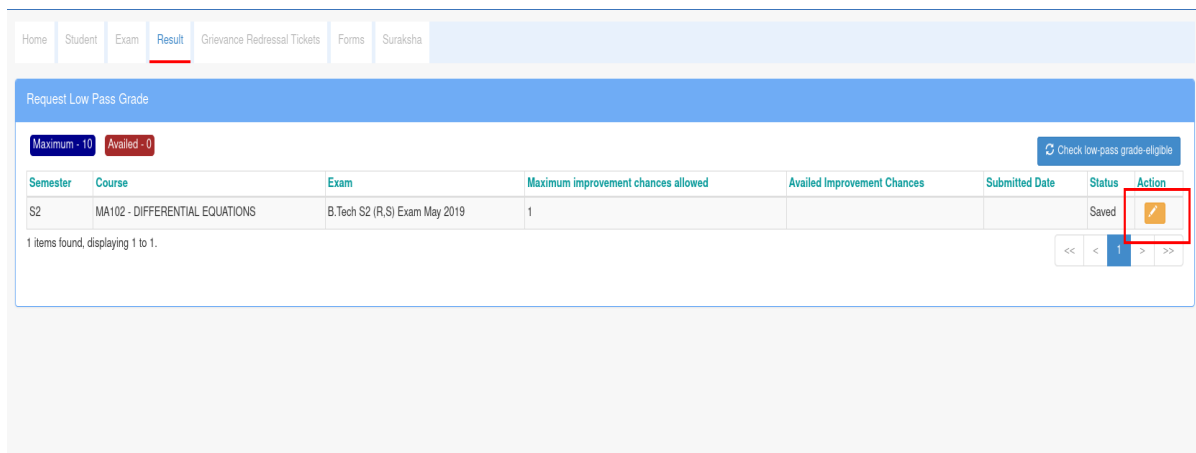 Home Student Exam Result Grievance Redressal Tickets Forms Suraksha
Request Low Pass Grade
Maximum - 10 Availed - 0
Check low-pass grade-eligible
Semester Course Exam Maximum improvement chances allowed Availed Improvement Chances Submitted Date Status Action
S2 MA102 - DIFFERENTIAL EQUATIONS B.Tech S2 (R,S) Exam May 2019 1 Saved
1 items found, displaying 1 to 1.
<< < 1 > >>